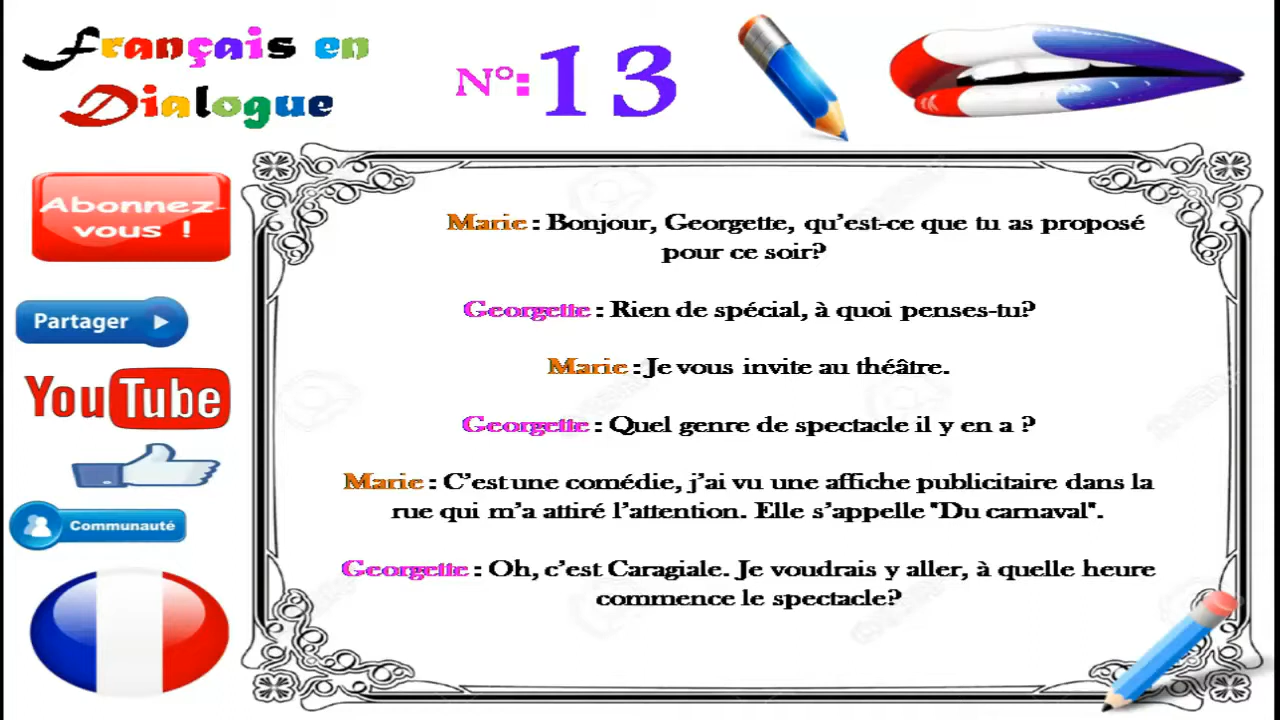 Français en
Dialogue
N°:13
Abonnez-
vous !
Partager
YouTube
Communauté
Marie : Bonjour, Georgette, qu’est-ce que tu as proposé
pour ce soir?
Georgette : Rien de spécial, à quoi penses-tu?
Marie : Je vous invite au théâtre.
Georgette : Quel genre de spectacle il y en a ?
Marie : C’est une comédie, j’ai vu une affiche publicitaire dans la
rue qui m’a attiré l’attention. Elle s’appelle "Du carnaval".
Georgette : Oh, c’est Caragiale. Je voudrais y aller, à quelle heure
commence le spectacle?